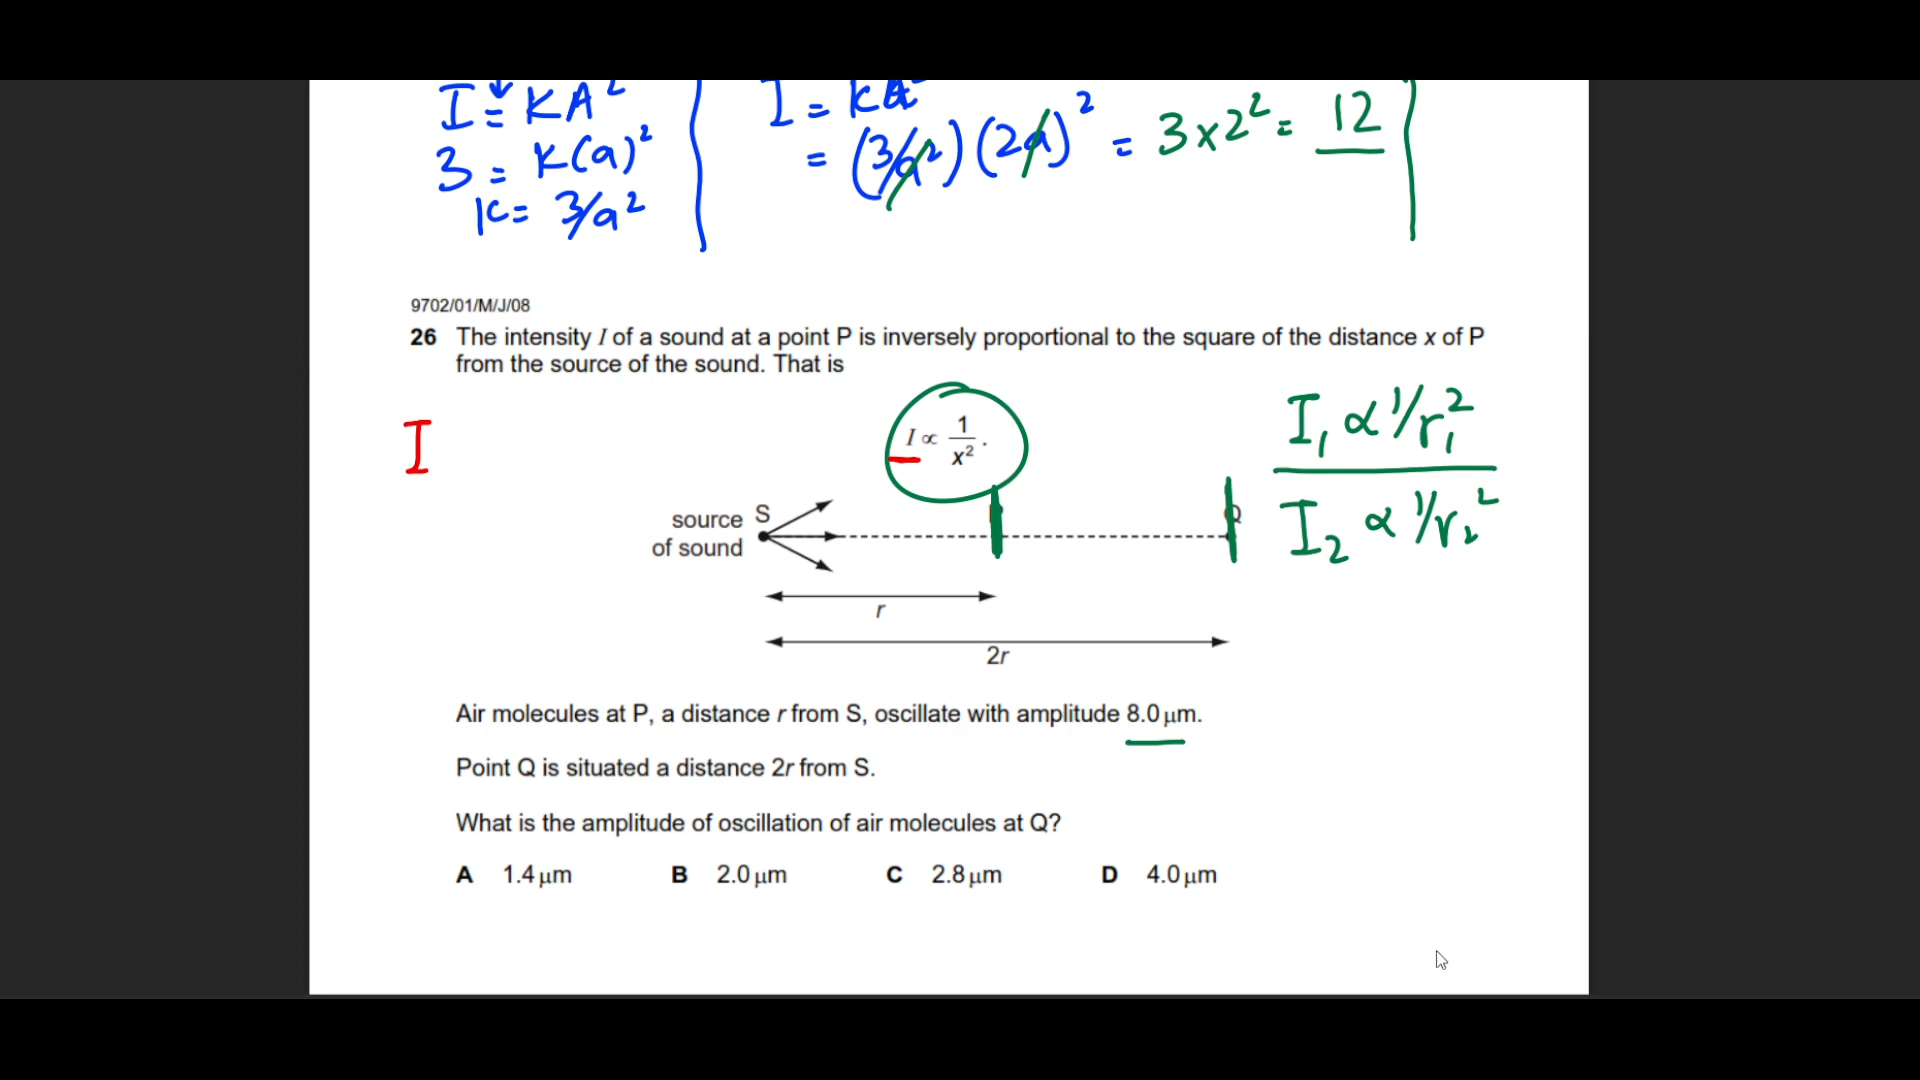 I = KA²
3 = K(a)²
K = 3/a²
I = KA²
= (3/a²)(2a)² = 3×2² = 12
9702/01/M/J/08
26 The intensity I of a sound at a point P is inversely proportional to the square of the distance x of P
from the source of the sound. That is
I
I ∝ 1/x².
I₁ ∝ 1/r₁²
I₂ ∝ 1/r₂²
source S
of sound
Q
r
2r
Air molecules at P, a distance r from S, oscillate with amplitude 8.0 μm.
Point Q is situated a distance 2r from S.
What is the amplitude of oscillation of air molecules at Q?
A 1.4 μm B 2.0 μm C 2.8 μm D 4.0 μm